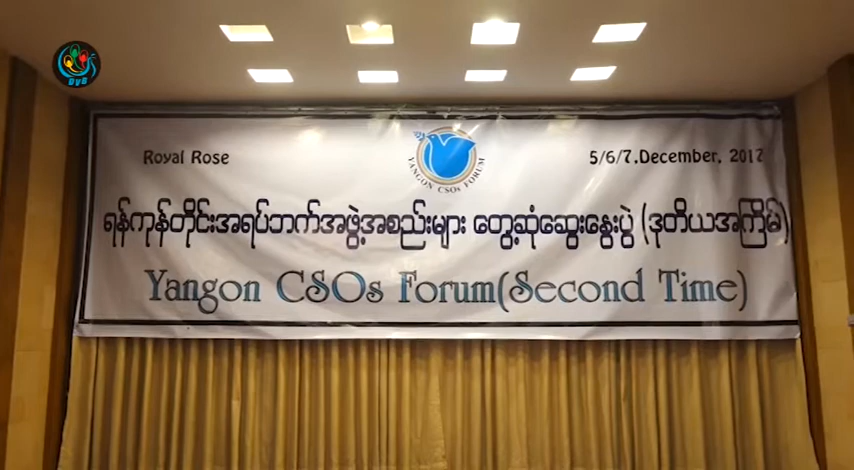 DVB
Royal Rose
YANGON CSOs FORUM
5/6/7.December, 2017
ရန်ကုန်တိုင်းအရပ်ဘက်အဖွဲ့အစည်းများ တွေ့ဆုံဆွေးနွေးပွဲ (ဒုတိယအကြိမ်)
Yangon CSOs Forum(Second Time)